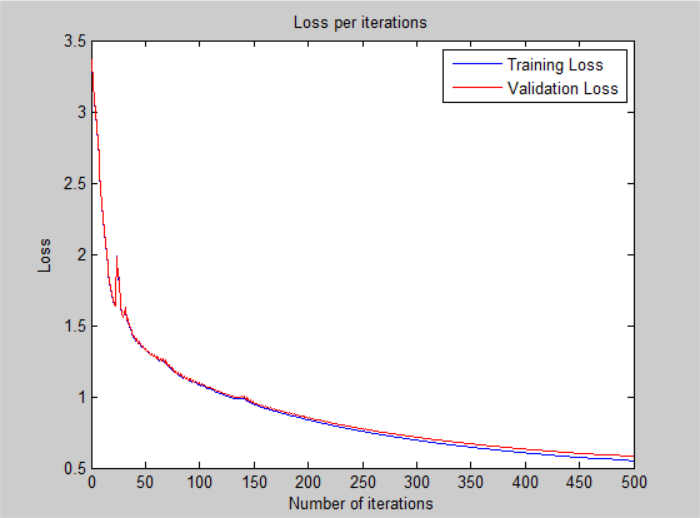 Loss per iterations
3.5
3
2.5
2
1.5
1
0.5
Loss
Training Loss
Validation Loss
0 50 100 150 200 250 300 350 400 450 500
Number of iterations